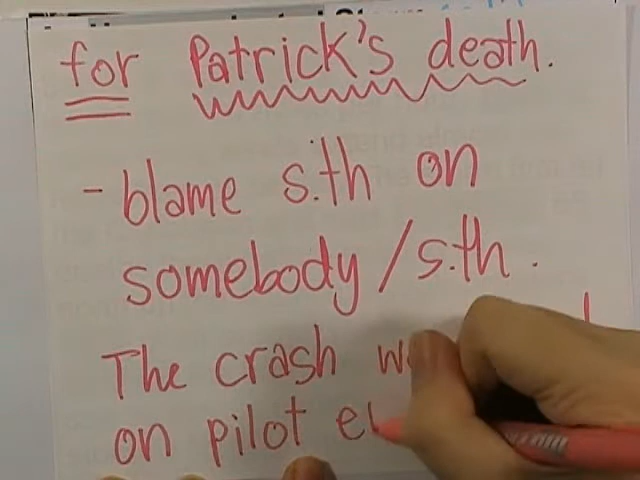 for Patrick's death.
- blame s.th on
somebody / s.th.
The crash
on pilot